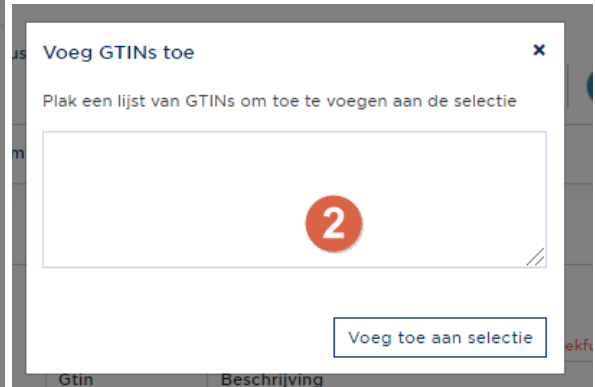 Voeg GTINs toe
Plak een lijst van GTINs om toe te voegen aan de selectie
2
Voeg toe aan selectie
Gtin Beschrijving